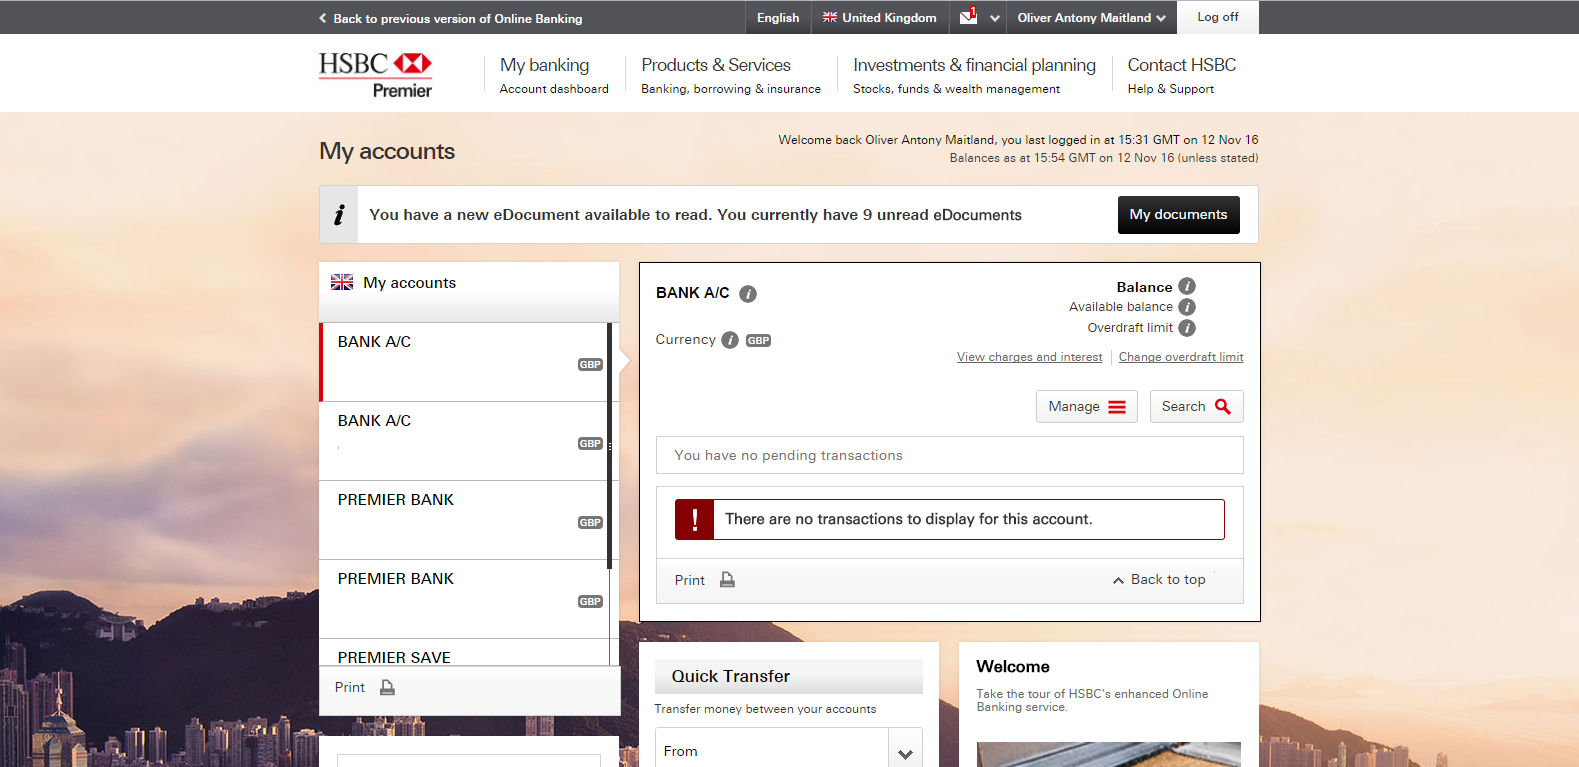 Back to previous version of Online Banking
English
United Kingdom
1
Oliver Antony Maitland
Log off
HSBC
Premier
My banking
Account dashboard
Products & Services
Banking, borrowing & insurance
Investments & financial planning
Stocks, funds & wealth management
Contact HSBC
Help & Support
My accounts
Welcome back Oliver Antony Maitland, you last logged in at 15:31 GMT on 12 Nov 16
Balances as at 15:54 GMT on 12 Nov 16 (unless stated)
i
You have a new eDocument available to read. You currently have 9 unread eDocuments
My documents
My accounts
BANK A/C
GBP
BANK A/C
GBP
PREMIER BANK
GBP
PREMIER BANK
GBP
PREMIER SAVE
Print
BANK A/C i
Currency i GBP
Balance i
Available balance i
Overdraft limit i
View charges and interest
Change overdraft limit
Manage
Search
You have no pending transactions
! There are no transactions to display for this account.
Print
Back to top
Quick Transfer
Transfer money between your accounts
From
Welcome
Take the tour of HSBC's enhanced Online
Banking service.